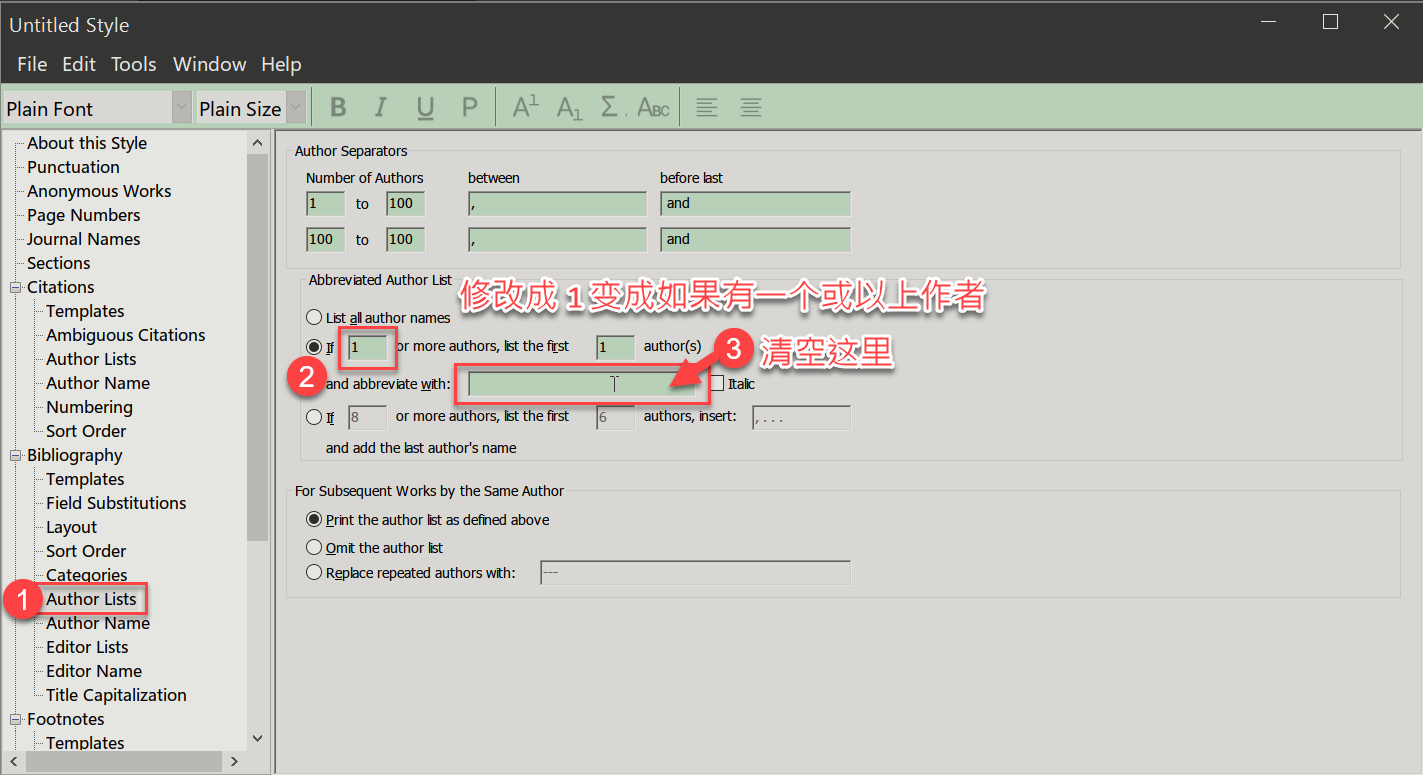 Untitled Style
File Edit Tools Window Help
Plain Font Plain Size B I U P A1 A1 Σ. ABC
About this Style
Punctuation
Anonymous Works
Page Numbers
Journal Names
Sections
Citations
Templates
Ambiguous Citations
Author Lists
Author Name
Numbering
Sort Order
Bibliography
Templates
Field Substitutions
Layout
Sort Order
Categories
1 Author Lists
Author Name
Editor Lists
Editor Name
Title Capitalization
Footnotes
Templates
Author Separators
Number of Authors between before last
1 to 100 , and
100 to 100 , and
Abbreviated Author List
修改成 1 变成如果有一个或以上作者
List all author names
If 1 or more authors, list the first 1 author(s)
3 清空这里
2
and abbreviate with: Italic
If 8 or more authors, list the first 6 authors, insert: , . . .
and add the last author's name
For Subsequent Works by the Same Author
Print the author list as defined above
Omit the author list
Replace repeated authors with: ---